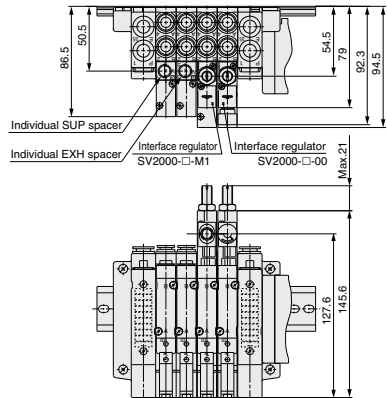 86.5
50.5
54.5
79
92.3
94.5
Individual SUP spacer
Individual EXH spacer
Interface regulator
SV2000-□-M1
Interface regulator
SV2000-□-00
Max.21
127.6
145.6